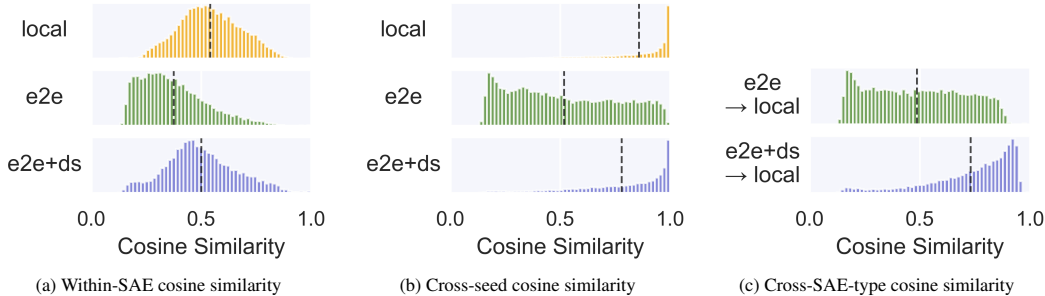 local
e2e
e2e+ds
0.0 0.5 1.0
Cosine Similarity
(a) Within-SAE cosine similarity
0.0 0.5 1.0
Cosine Similarity
(b) Cross-seed cosine similarity
local
e2e
e2e+ds
e2e
→ local
e2e+ds
→ local
0.0 0.5 1.0
Cosine Similarity
(c) Cross-SAE-type cosine similarity